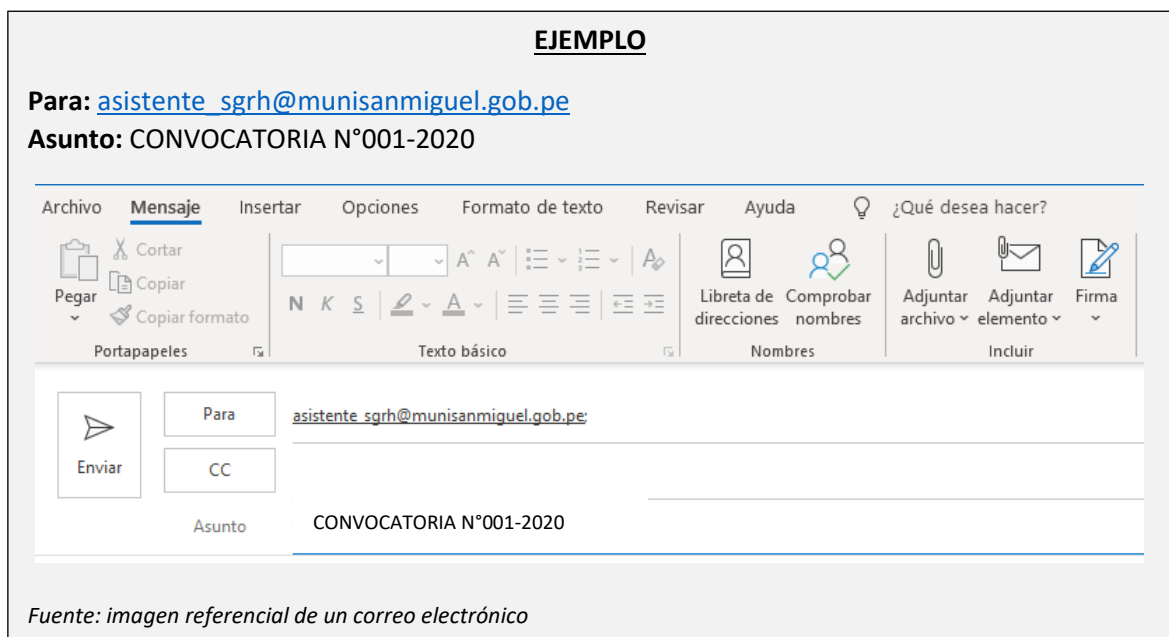 EJEMPLO
Para: asistente_sgrh@munisanmiguel.gob.pe
Asunto: CONVOCATORIA N°001-2020
Archivo Mensaje Insertar Opciones Formato de texto Revisar Ayuda ¿Qué desea hacer?
Pegar
Cortar
Copiar
Copiar formato
Portapapeles
A^ A˅ A
N K S A
Texto básico
Libreta de direcciones
Comprobar nombres
Nombres
Adjuntar archivo
Adjuntar elemento
Firma
Incluir
Enviar
Para asistente_sgrh@munisanmiguel.gob.pe;
CC
Asunto CONVOCATORIA N°001-2020
Fuente: imagen referencial de un correo electrónico